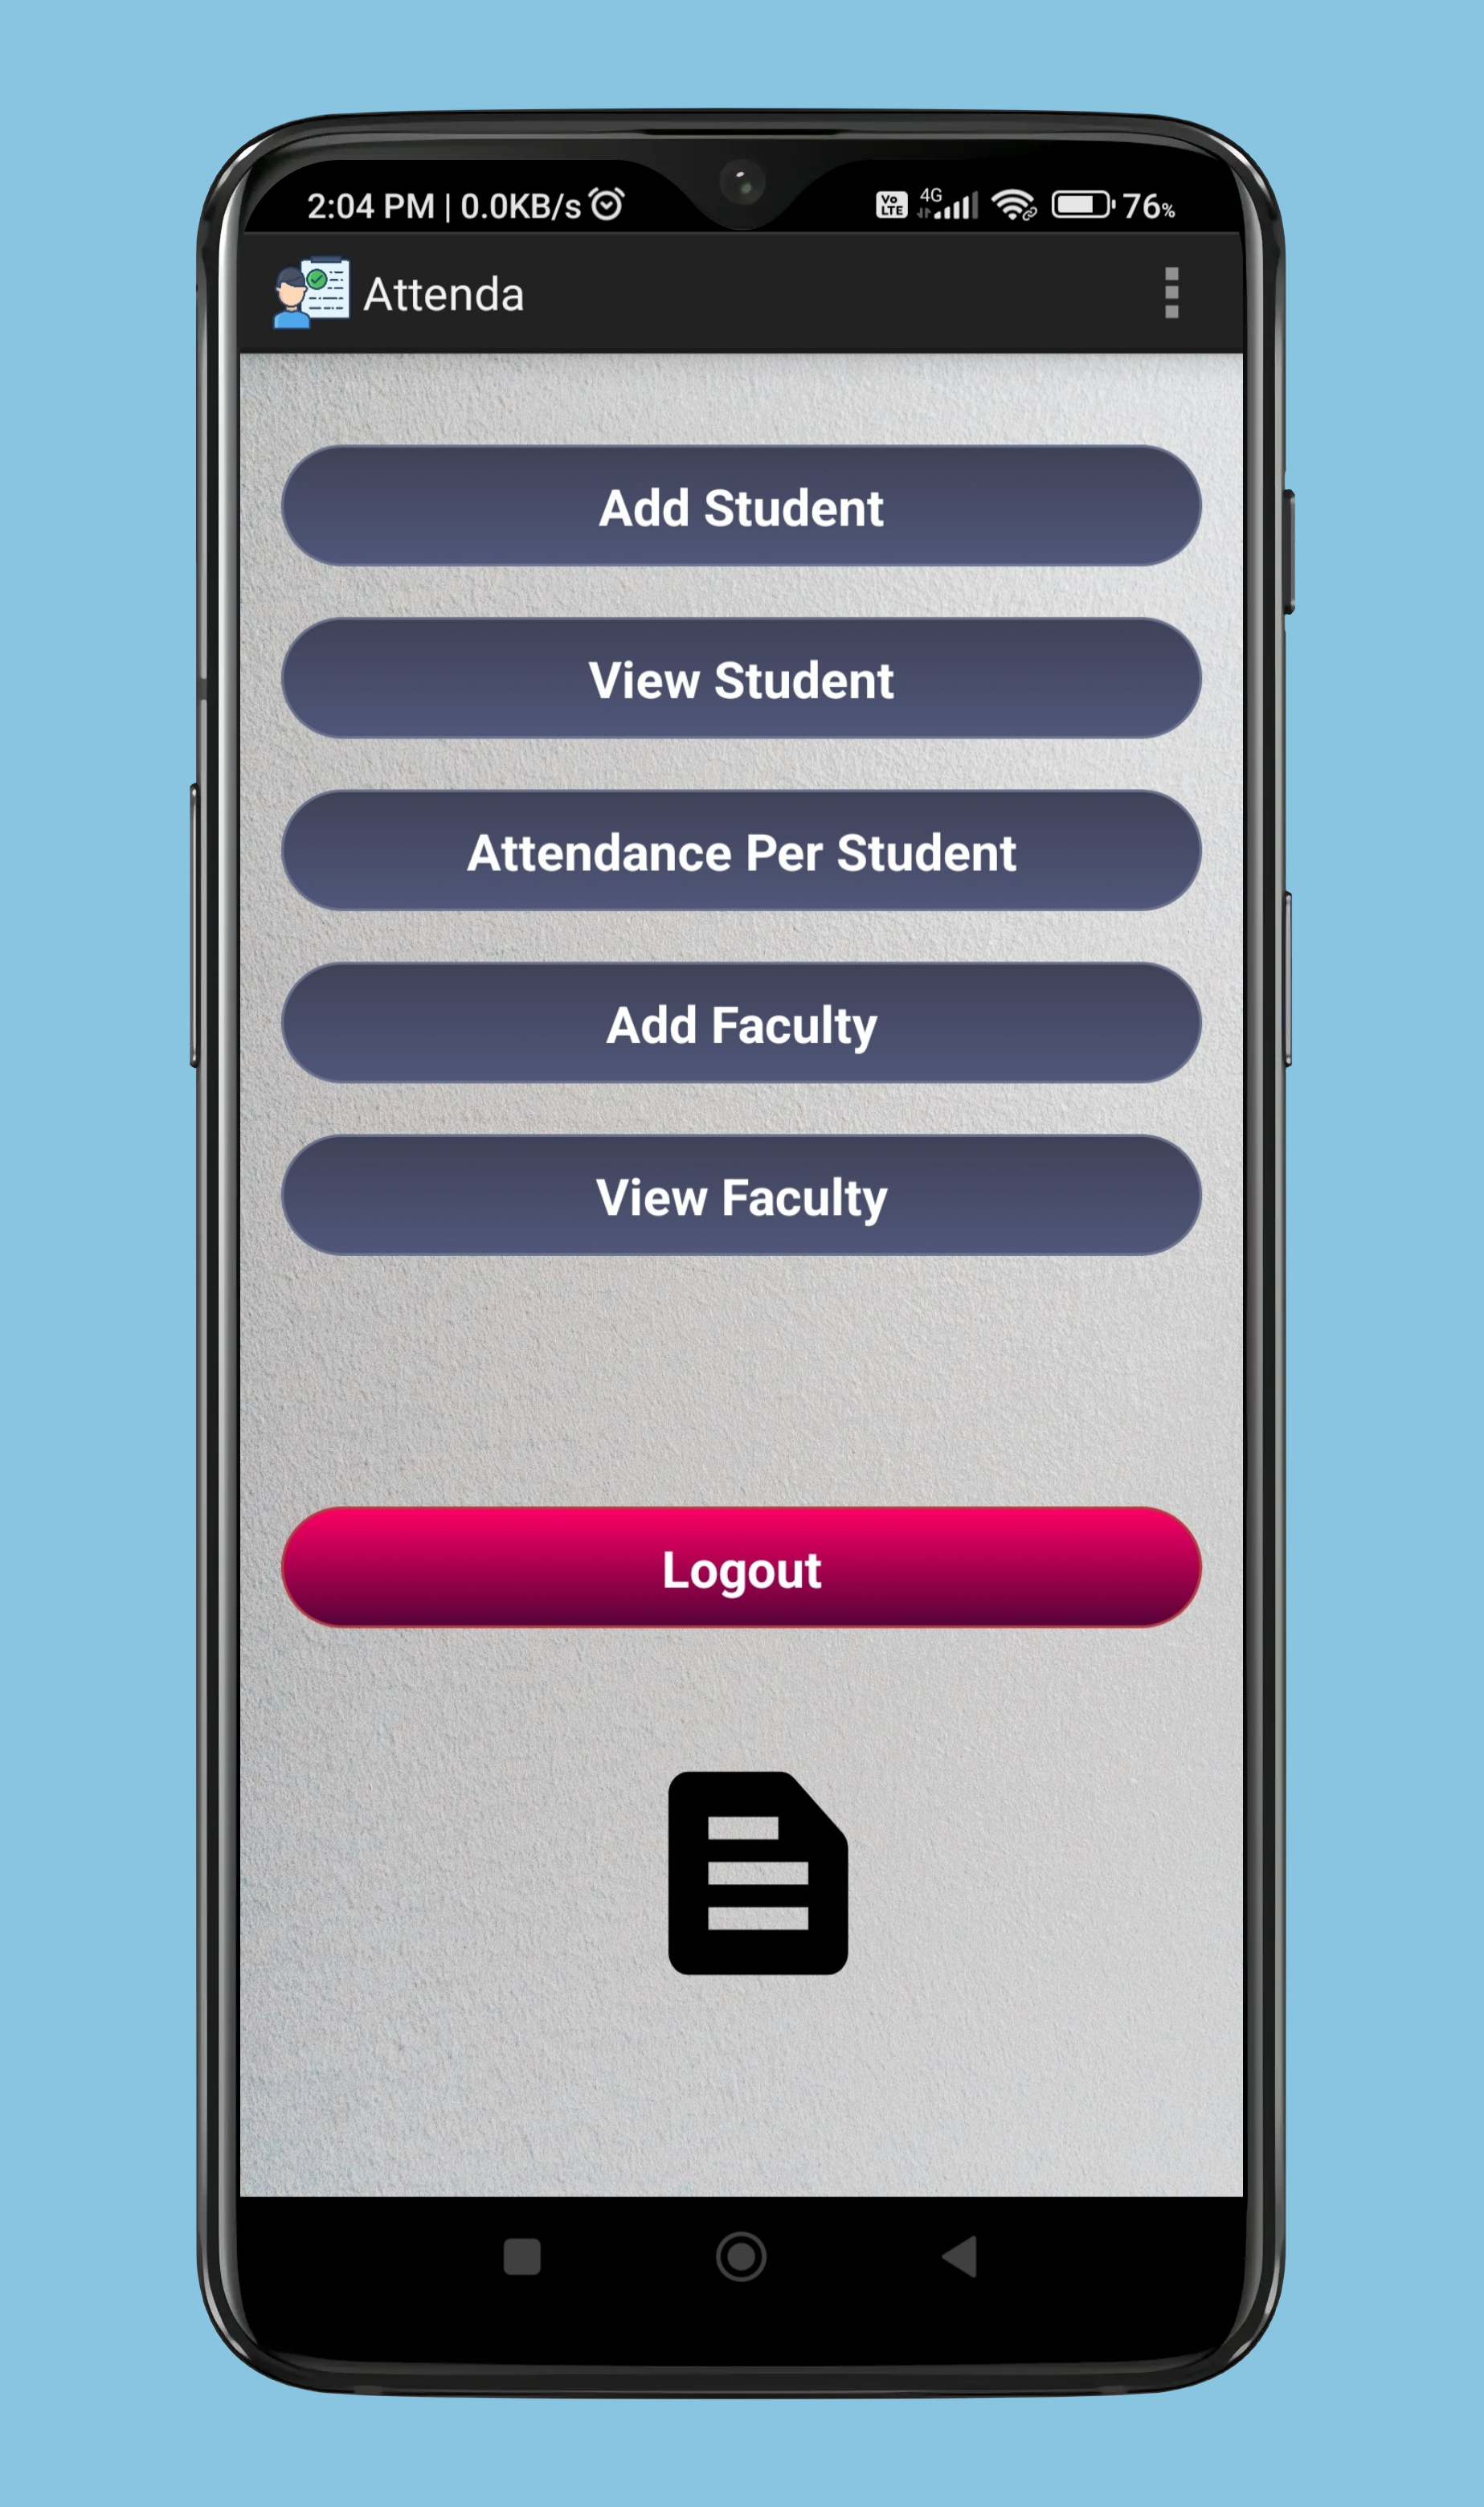 2:04 PM | 0.0KB/s Vo LTE 4G 76%
Attenda
Add Student
View Student
Attendance Per Student
Add Faculty
View Faculty
Logout